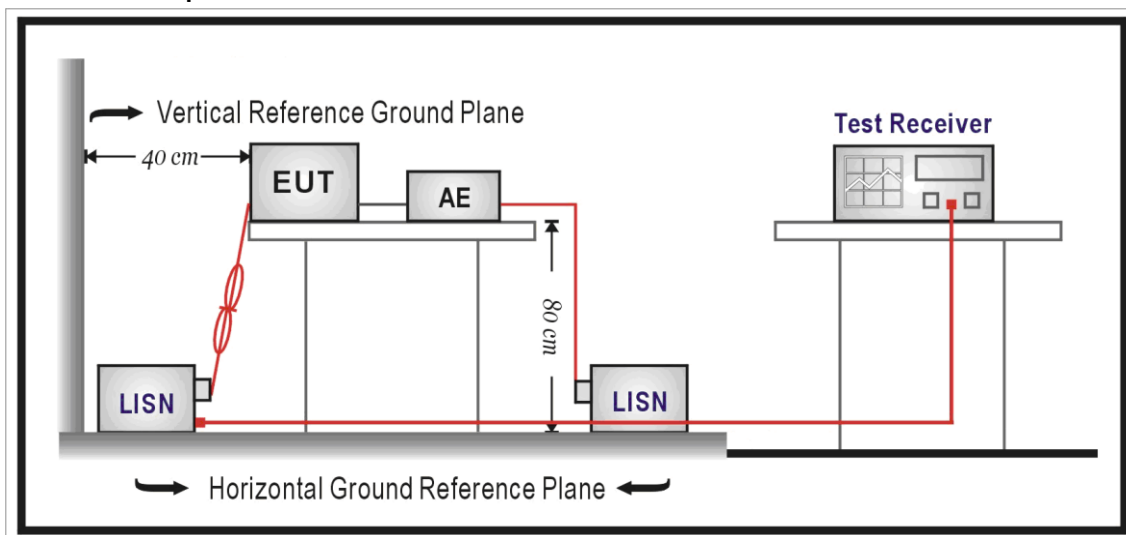 Vertical Reference Ground Plane
Test Receiver
40 cm
EUT
AE
80 cm
LISN
LISN
Horizontal Ground Reference Plane